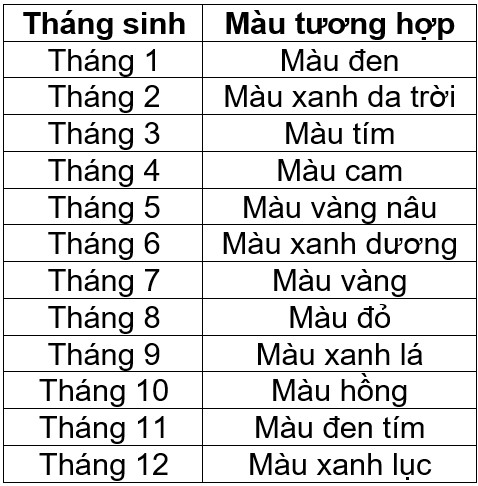 Tháng sinh Màu tương hợp
Tháng 1 Màu đen
Tháng 2 Màu xanh da trời
Tháng 3 Màu tím
Tháng 4 Màu cam
Tháng 5 Màu vàng nâu
Tháng 6 Màu xanh dương
Tháng 7 Màu vàng
Tháng 8 Màu đỏ
Tháng 9 Màu xanh lá
Tháng 10 Màu hồng
Tháng 11 Màu đen tím
Tháng 12 Màu xanh lục